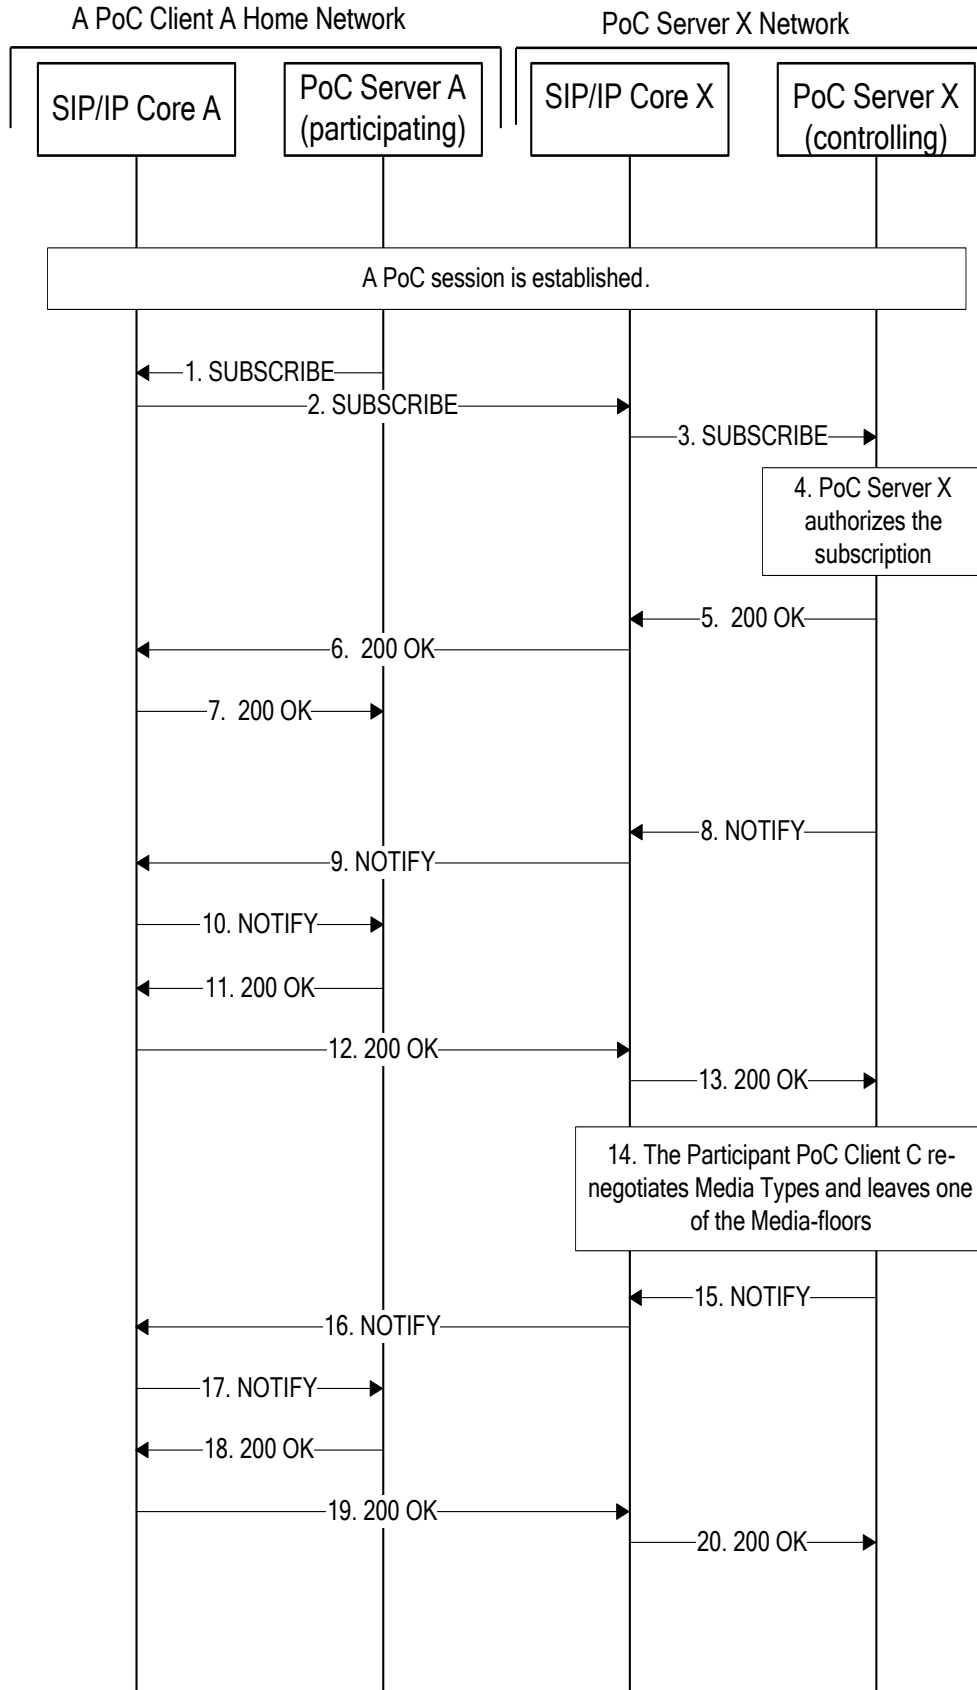 A PoC Client A Home Network
PoC Server X Network
SIP/IP Core A
PoC Server A
(participating)
SIP/IP Core X
PoC Server X
(controlling)
A PoC session is established.
1. SUBSCRIBE
2. SUBSCRIBE
3. SUBSCRIBE
4. PoC Server X
authorizes the
subscription
5. 200 OK
6. 200 OK
7. 200 OK
8. NOTIFY
9. NOTIFY
10. NOTIFY
11. 200 OK
12. 200 OK
13. 200 OK
14. The Participant PoC Client C re-
negotiates Media Types and leaves one
of the Media-floors
15. NOTIFY
16. NOTIFY
17. NOTIFY
18. 200 OK
19. 200 OK
20. 200 OK